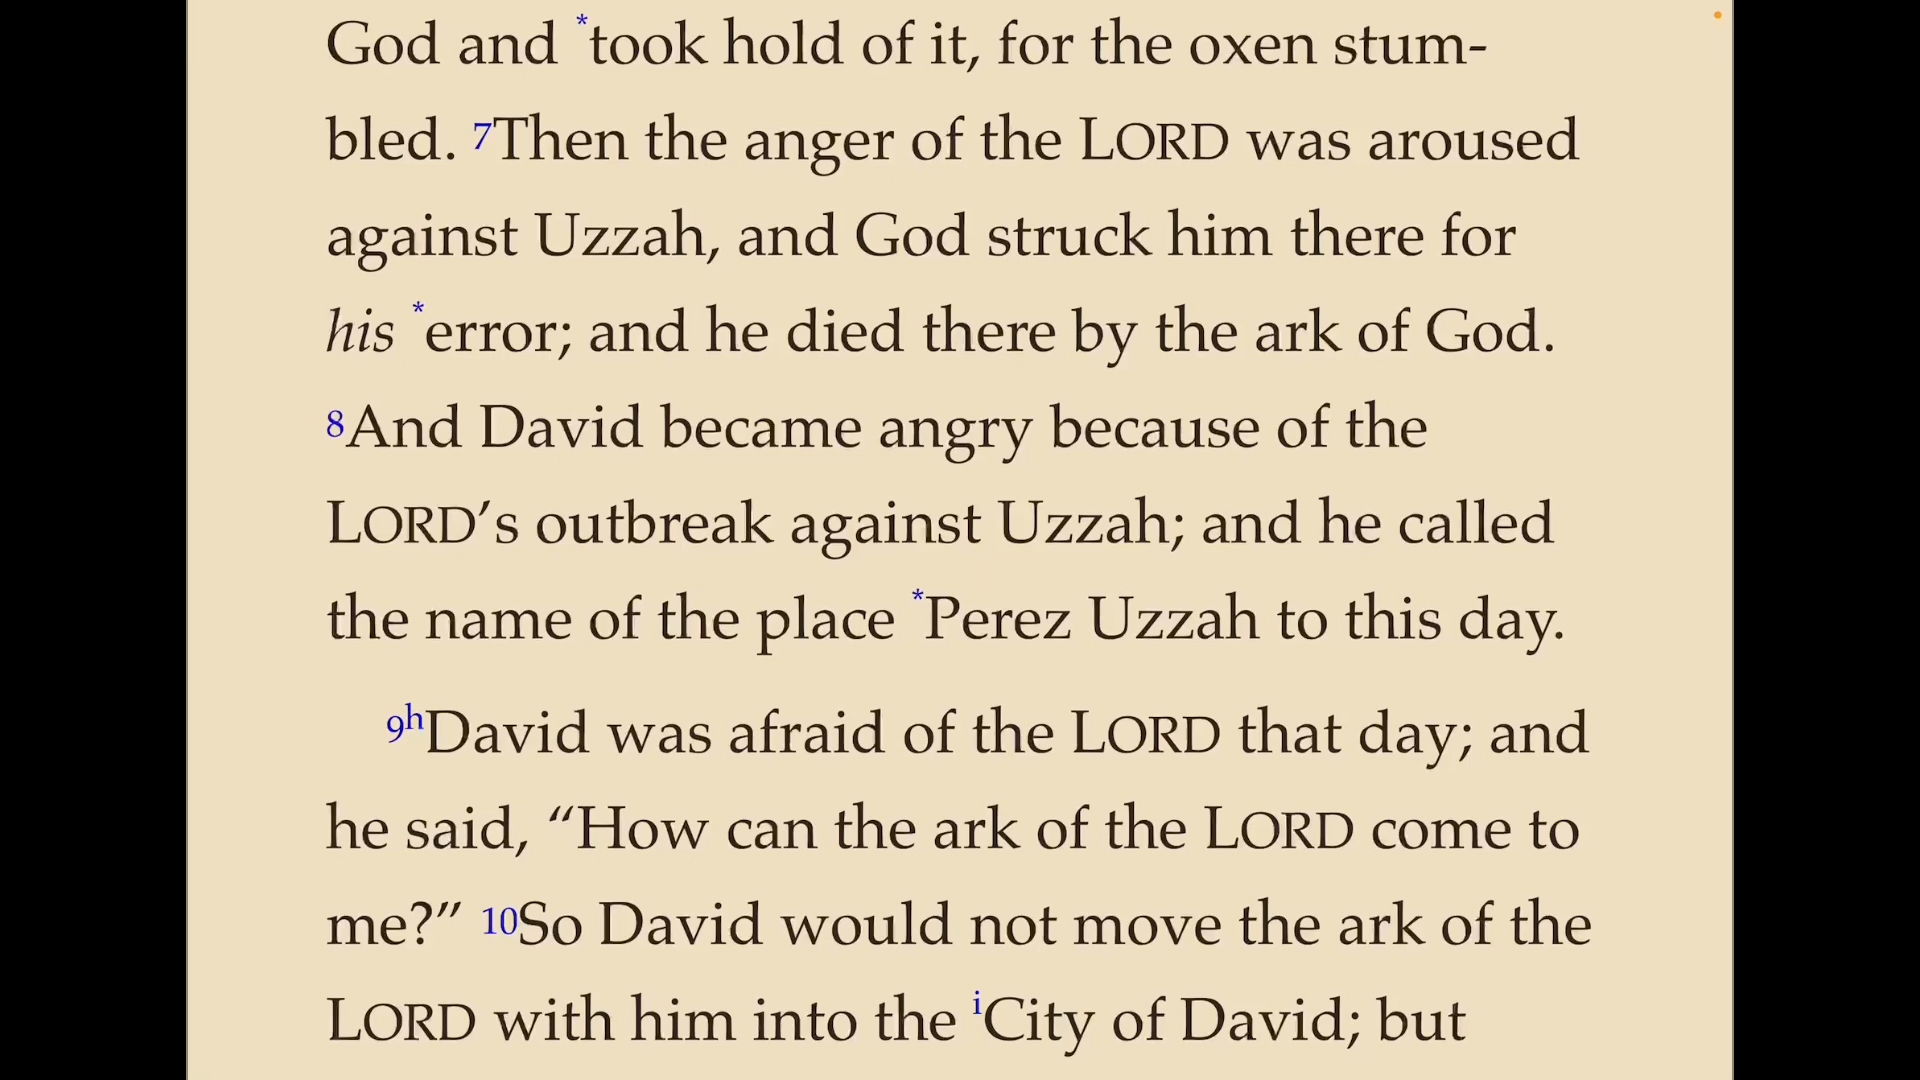 God and *took hold of it, for the oxen stum-
bled. 7Then the anger of the LORD was aroused
against Uzzah, and God struck him there for
his *error; and he died there by the ark of God.
8And David became angry because of the
LORD’s outbreak against Uzzah; and he called
the name of the place *Perez Uzzah to this day.
9hDavid was afraid of the LORD that day; and
he said, “How can the ark of the LORD come to
me?” 10So David would not move the ark of the
LORD with him into the iCity of David; but